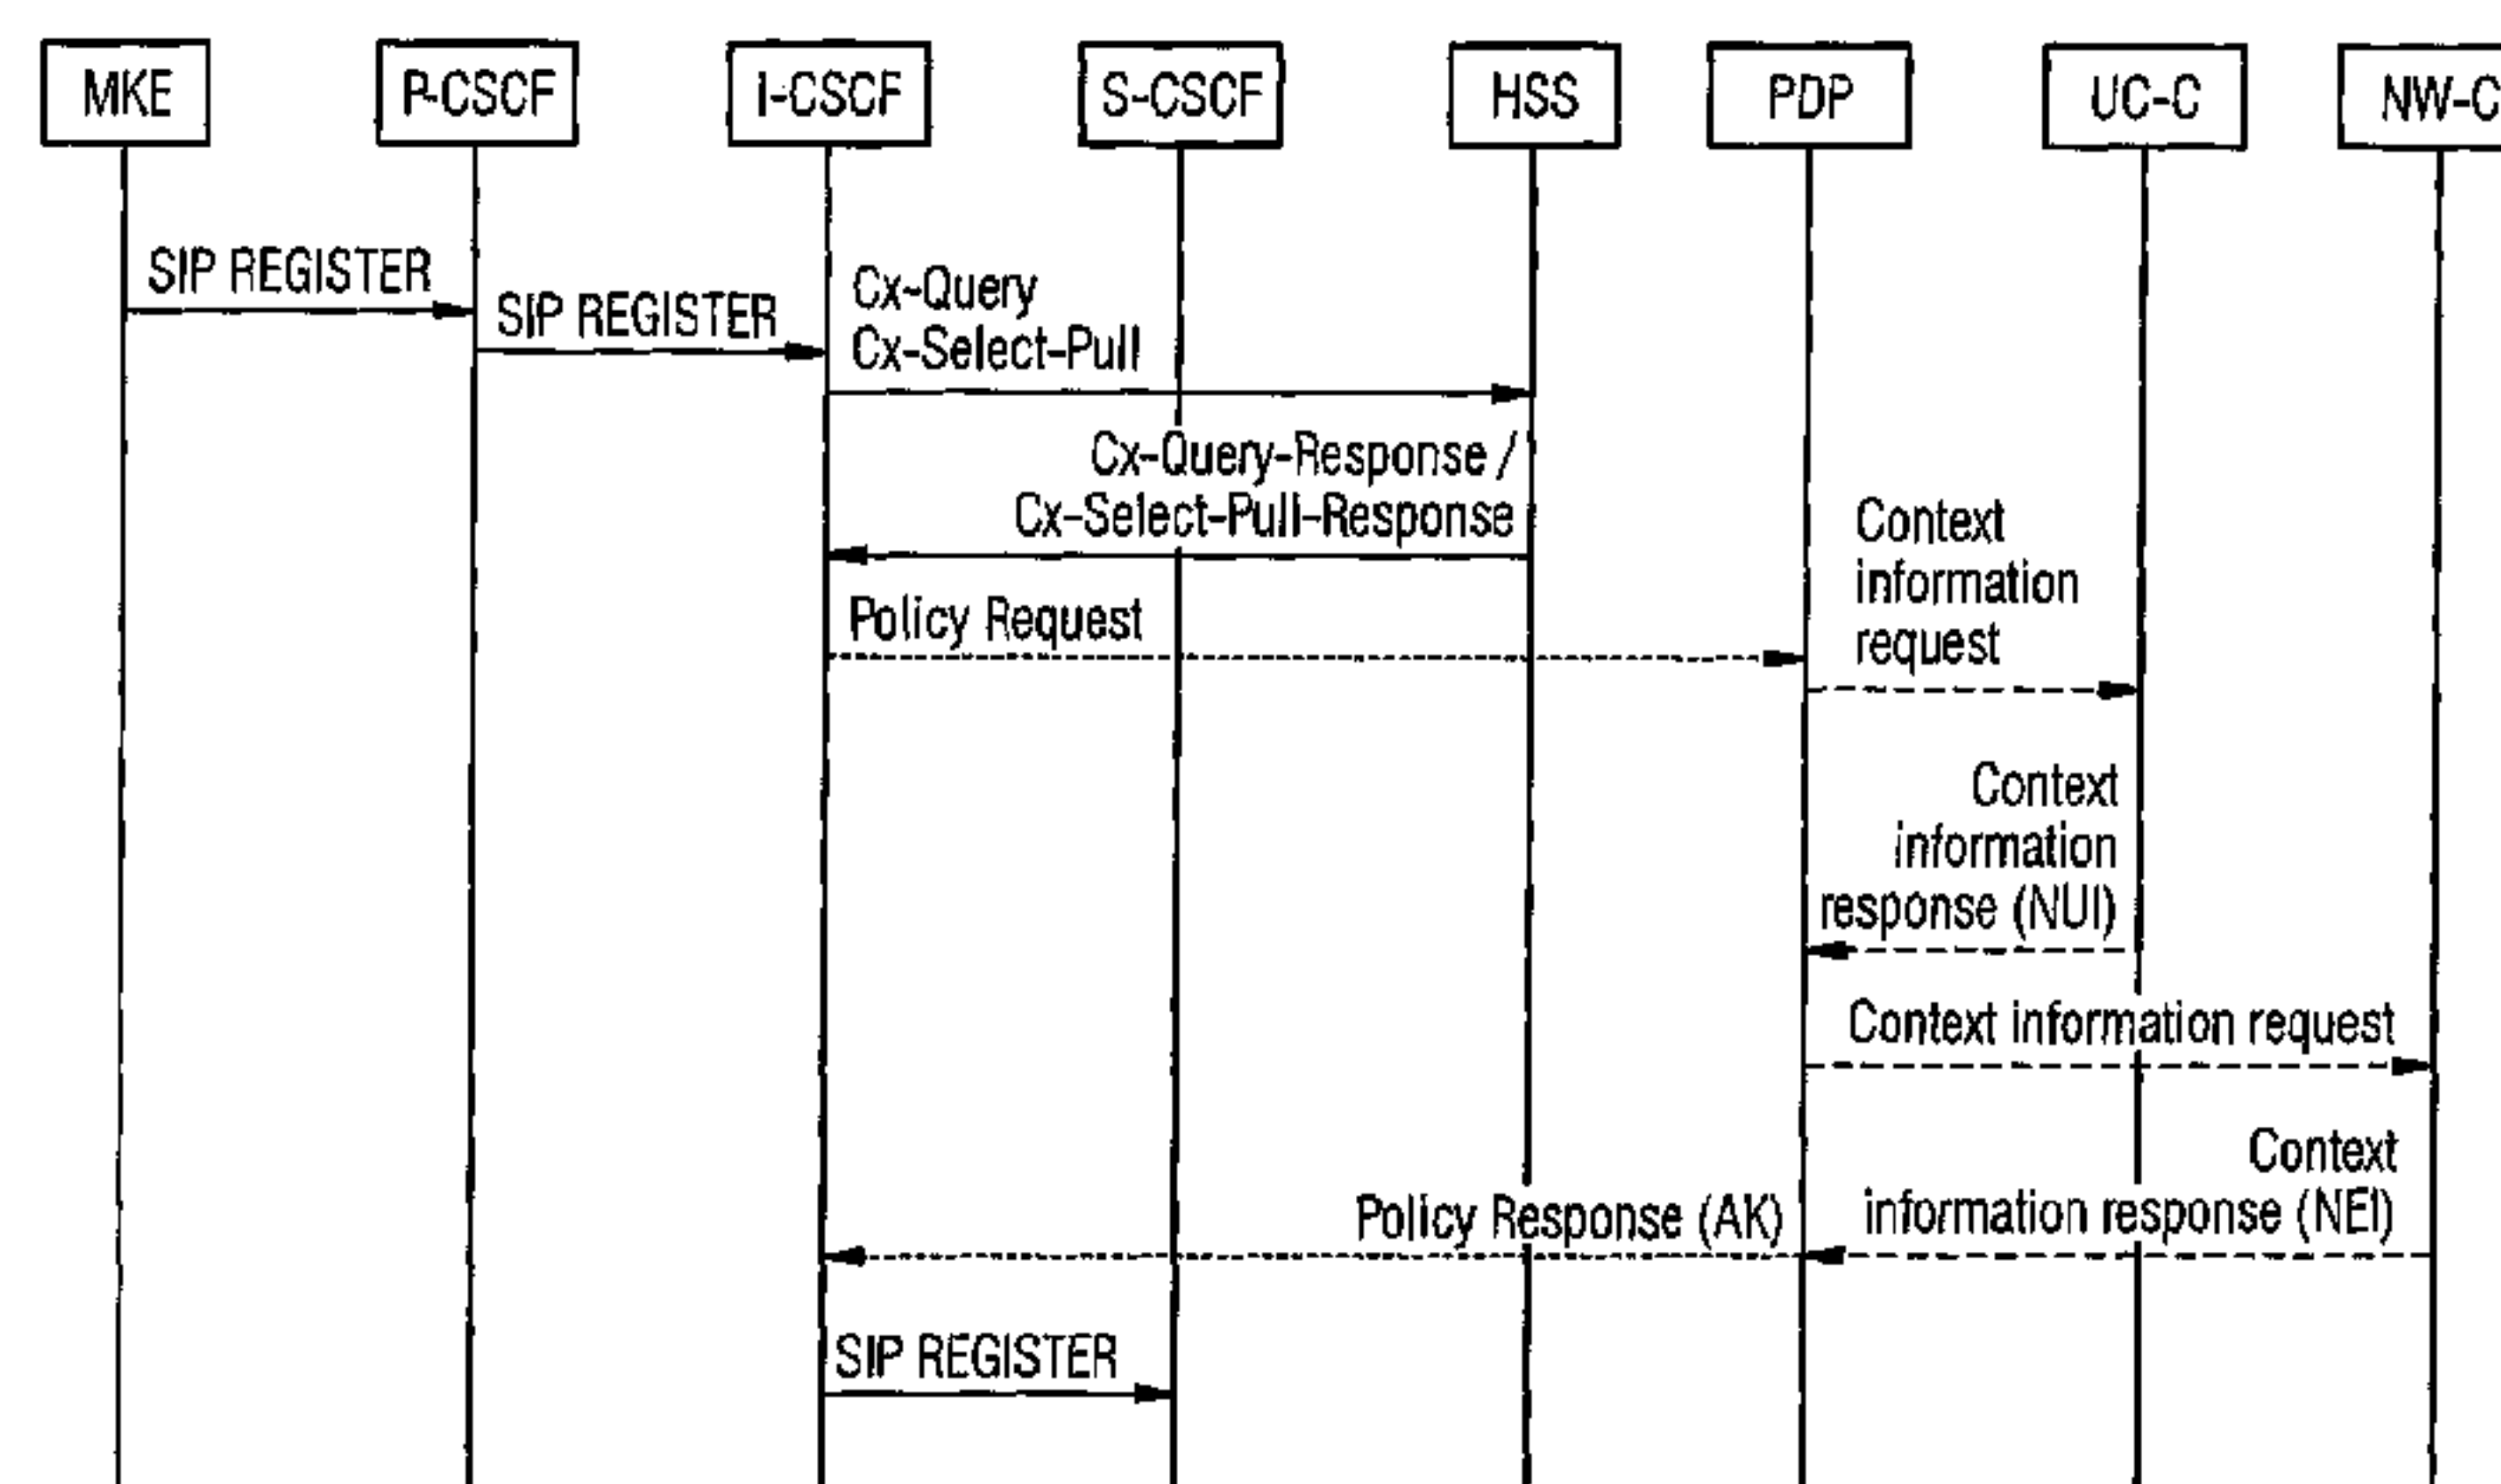 MKE
P-CSCF
I-CSCF
S-CSCF
HSS
PDP
UC-C
NW-C
SIP REGISTER
SIP REGISTER
Cx-Query
Cx-Select-Pull
Cx-Query-Response /
Cx-Select-Pull-Response
Context
information
request
Policy Request
Context
information
response (NUI)
Context information request
Context
information response (NEI)
Policy Response (AK)
SIP REGISTER